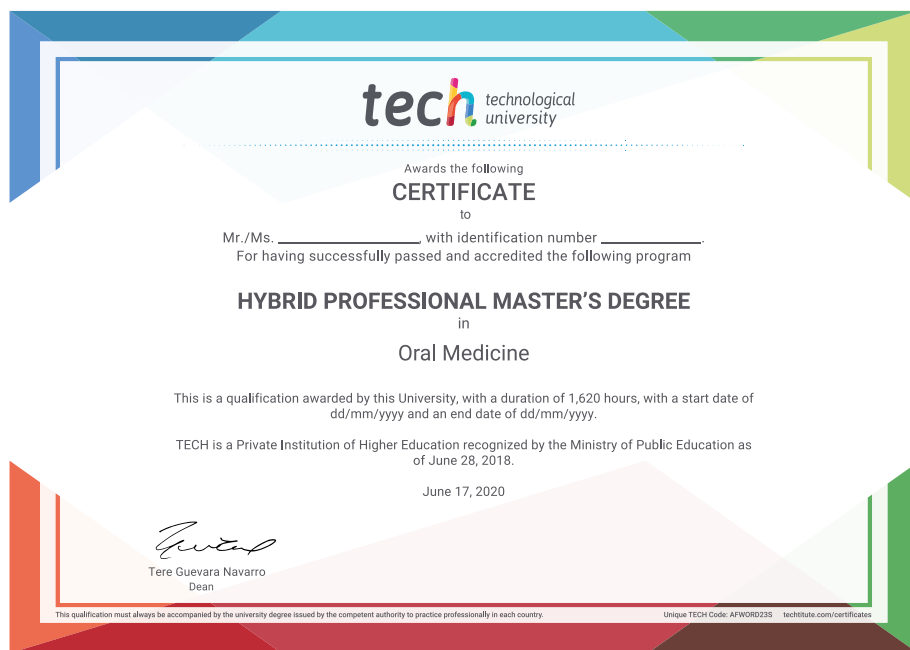 tech technological
university
Awards the following
CERTIFICATE
to
Mr./Ms. ____________________, with identification number ______________.
For having successfully passed and accredited the following program
HYBRID PROFESSIONAL MASTER'S DEGREE
in
Oral Medicine
This is a qualification awarded by this University, with a duration of 1,620 hours, with a start date of
dd/mm/yyyy and an end date of dd/mm/yyyy.
TECH is a Private Institution of Higher Education recognized by the Ministry of Public Education as
of June 28, 2018.
June 17, 2020
Tere Guevara Navarro
Dean
This qualification must always be accompanied by the university degree issued by the competent authority to practice professionally in each country.
Unique TECH Code: AFWORD23S techtitute.com/certificates